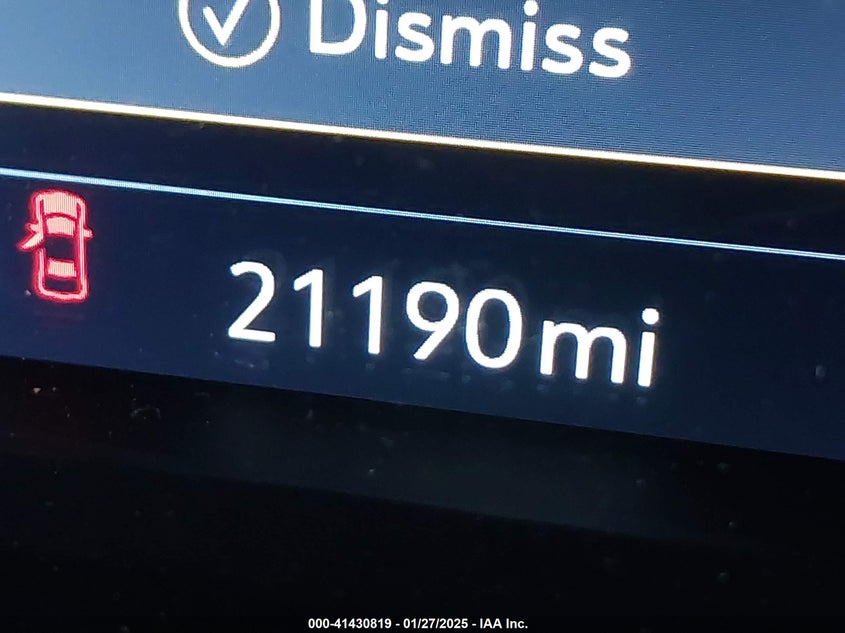 Dismiss
21190 mi
000-41430819 - 01/27/2025 - IAA Inc.